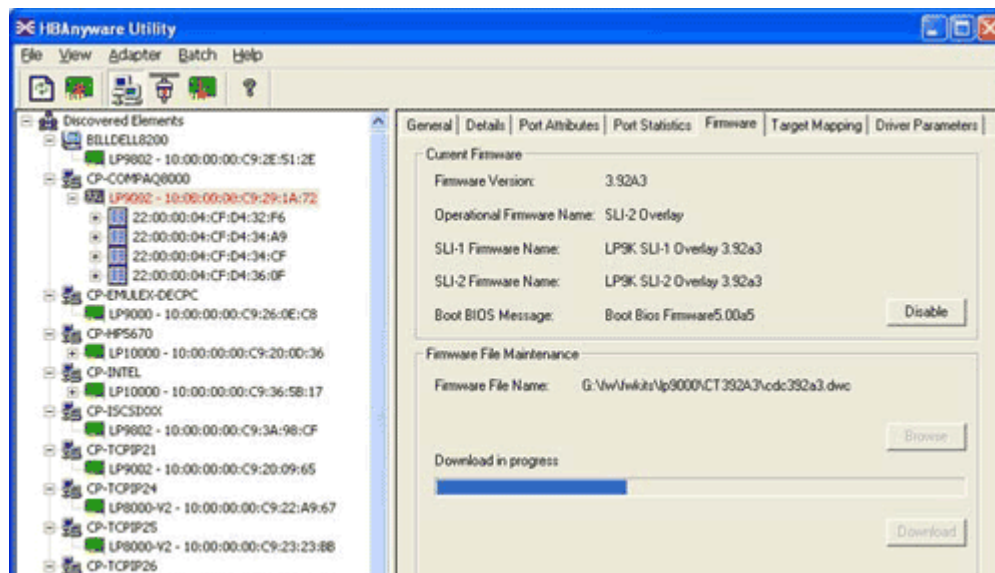 HBAnyware Utility
File View Adapter Batch Help
Discovered Elements
BILLDELL8200
LP9802 - 10:00:00:00:C9:2E:51:2E
CP-COMPAQ8000
LP9002 - 10:00:00:00:C9:29:1A:72
22:00:00:04:CF:D4:32:F6
22:00:00:04:CF:D4:34:A9
22:00:00:04:CF:D4:34:CF
22:00:00:04:CF:D4:36:0F
CP-EMULEX-DECPC
LP9000 - 10:00:00:00:C9:26:0E:C8
CP-HP5670
LP10000 - 10:00:00:00:C9:20:0D:36
CP-INTEL
LP10000 - 10:00:00:00:C9:36:5B:17
CP-ISCSIXXX
LP9802 - 10:00:00:00:C9:3A:98:CF
CP-TCPIP21
LP9002 - 10:00:00:00:C9:20:09:65
CP-TCPIP24
LP8000-V2 - 10:00:00:00:C9:22:A9:67
CP-TCPIP25
LP8000-V2 - 10:00:00:00:C9:23:23:BB
CP-TCPIP26
General Details Port Attributes Port Statistics Firmware Target Mapping Driver Parameters
Current Firmware
Firmware Version: 3.92A3
Operational Firmware Name: SLI-2 Overlay
SLI-1 Firmware Name: LP9K SLI-1 Overlay 3.92a3
SLI-2 Firmware Name: LP9K SLI-2 Overlay 3.92a3
Boot BIOS Message: Boot Bios Firmware5.00a5
Disable
Firmware File Maintenance
Firmware File Name: G:\fw\fwkits\lp9000\CT392A3\cdc392a3.dwc
Browse
Download in progress
Download